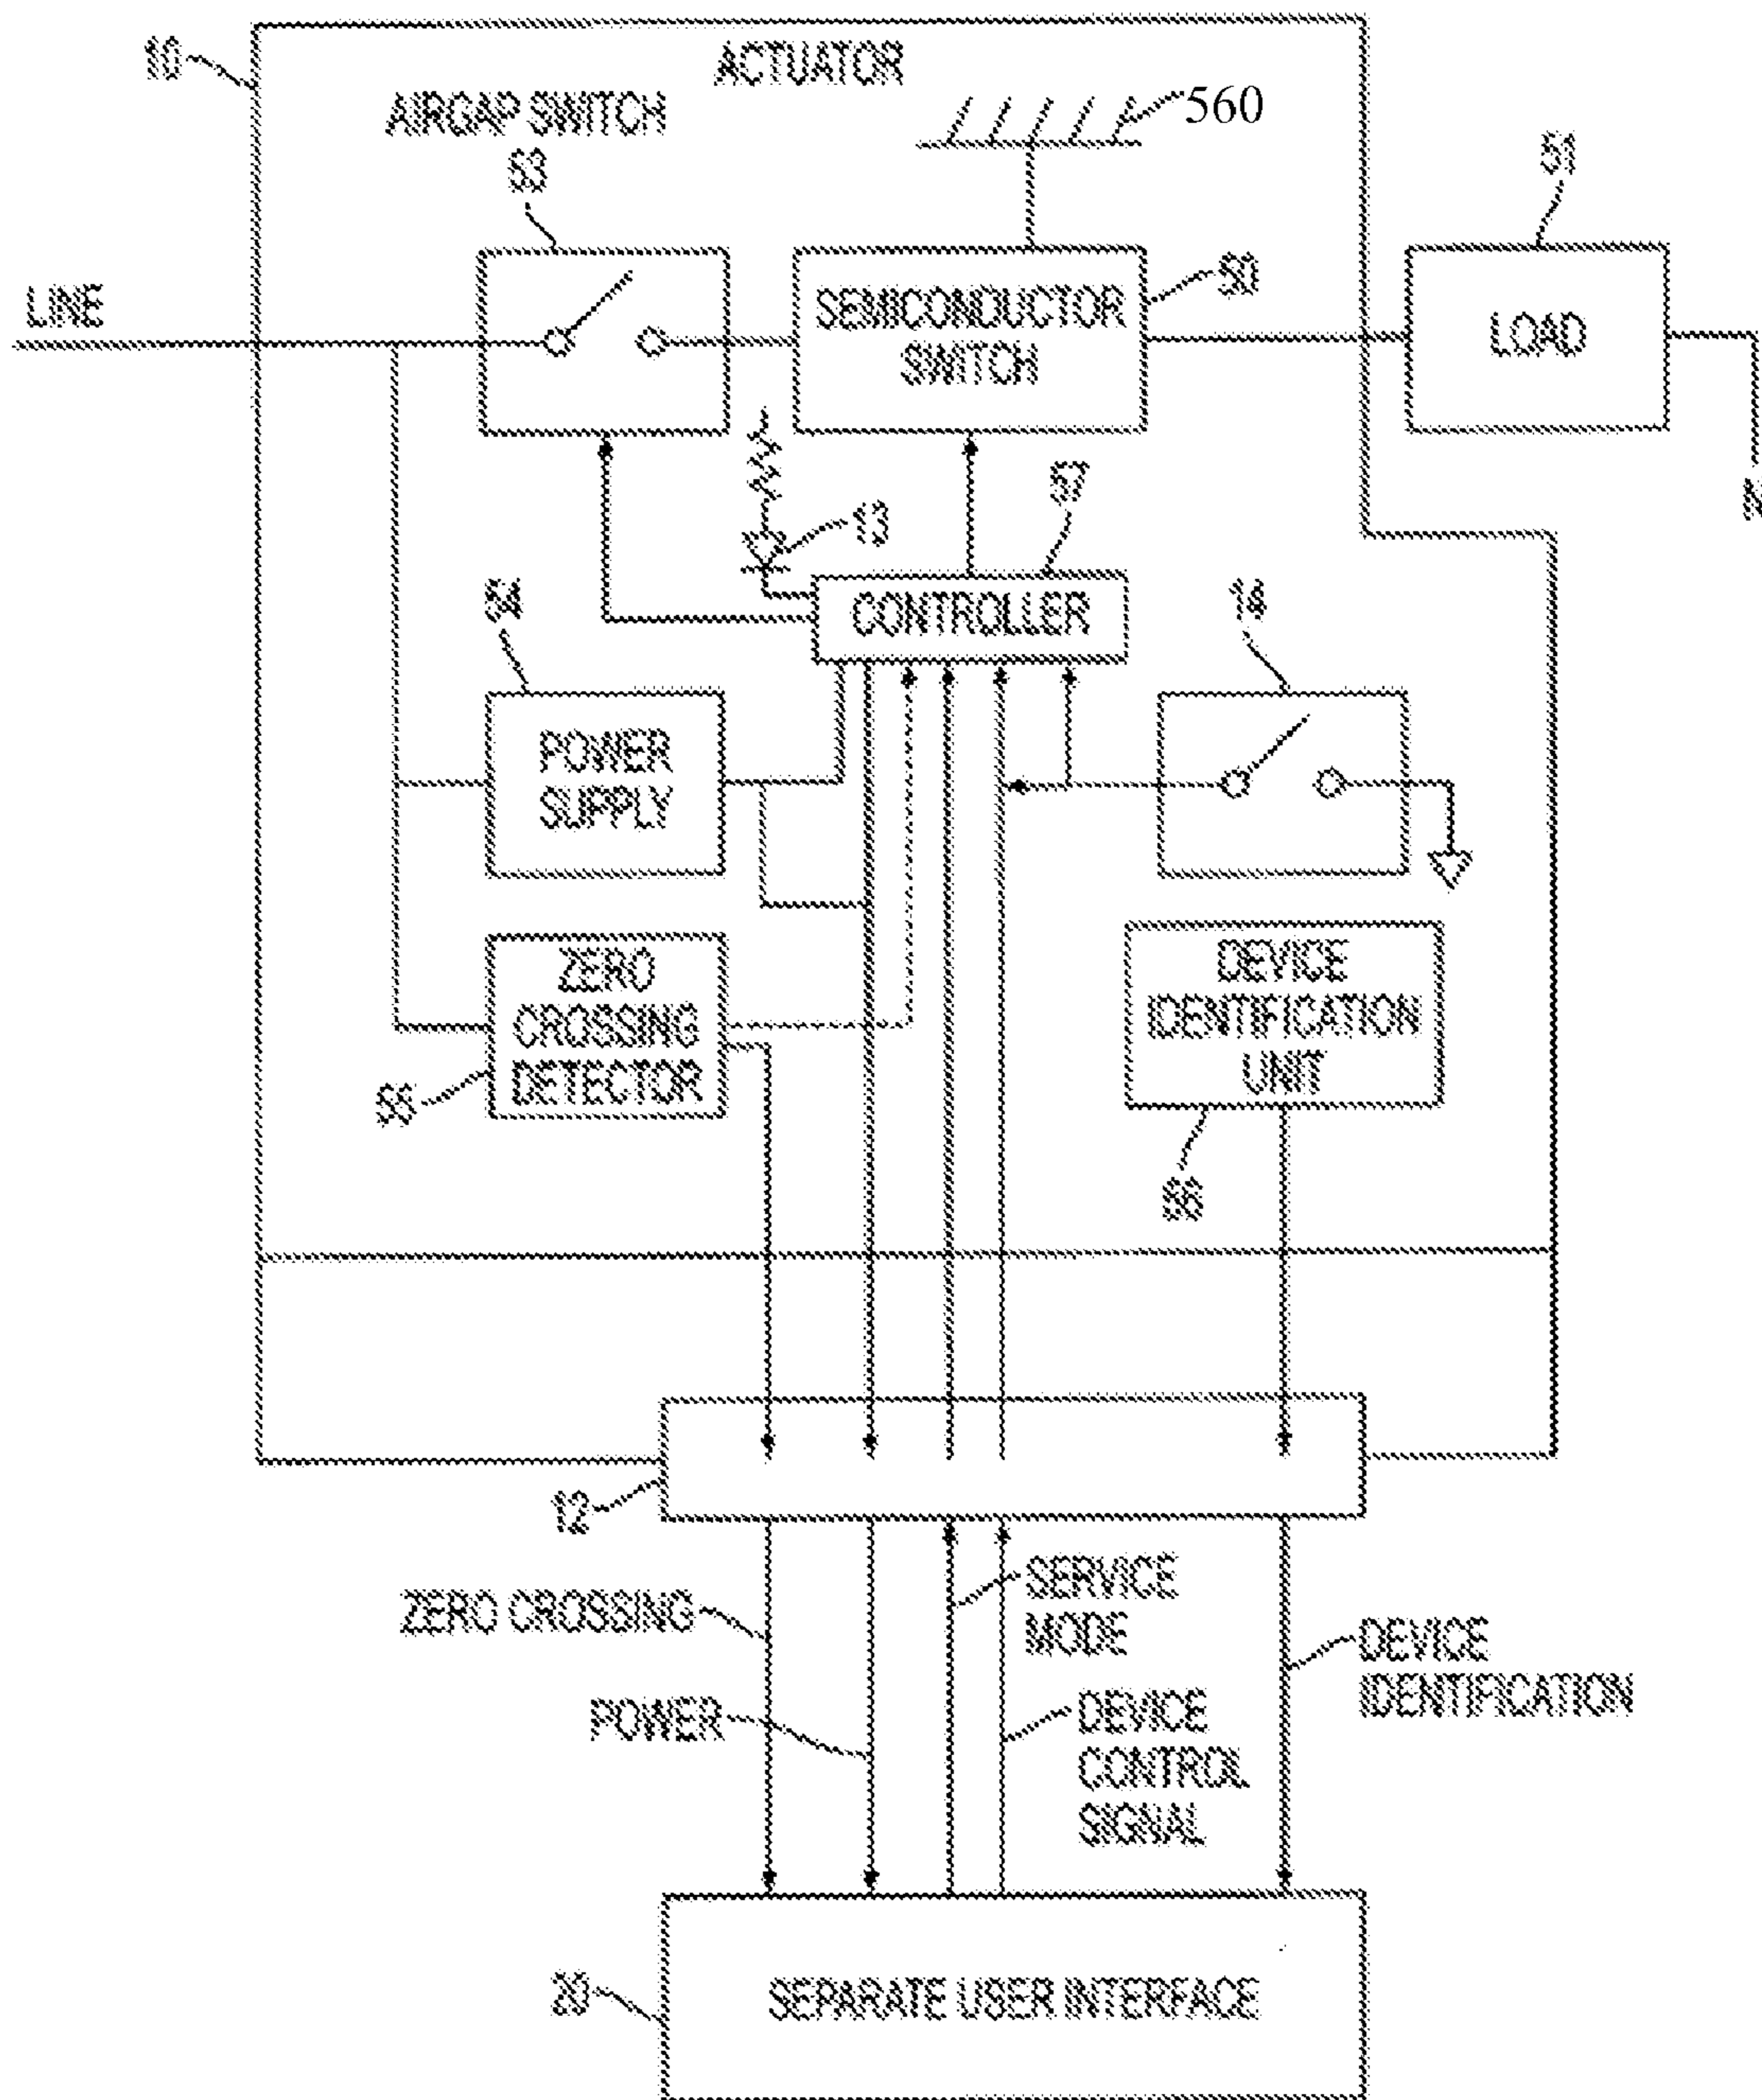 10
ACTUATOR
AIRGAP SWITCH
53
560
51
LINE
SEMICONDUCTOR
SWITCH
50
LOAD
N
13
57
54
CONTROLLER
14
POWER
SUPPLY
ZERO
CROSSING
DETECTOR
55
DEVICE
IDENTIFICATION
UNIT
56
12
ZERO CROSSING
SERVICE
MODE
POWER
DEVICE
CONTROL
SIGNAL
DEVICE
IDENTIFICATION
20
SEPARATE USER INTERFACE